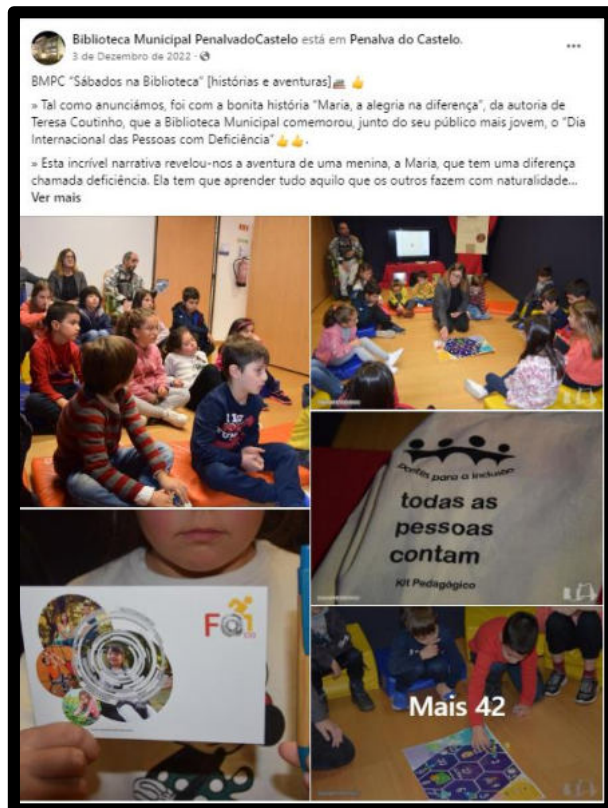 Biblioteca Municipal PenalvadoCastelo está em Penalva do Castelo.
3 de Dezembro de 2022 ·
BMPC "Sábados na Biblioteca" [histórias e aventuras]
» Tal como anunciámos, foi com a bonita história "Maria, a alegria na diferença", da autoria de
Teresa Coutinho, que a Biblioteca Municipal comemorou, junto do seu público mais jovem, o "Dia
Internacional das Pessoas com Deficiência" .
» Esta incrível narrativa revelou-nos a aventura de uma menina, a Maria, que tem uma diferença
chamada deficiência. Ela tem que aprender tudo aquilo que os outros fazem com naturalidade...
Ver mais
pontes para a inclusão
todas as
pessoas
contam
Kit Pedagógico
Mais 42